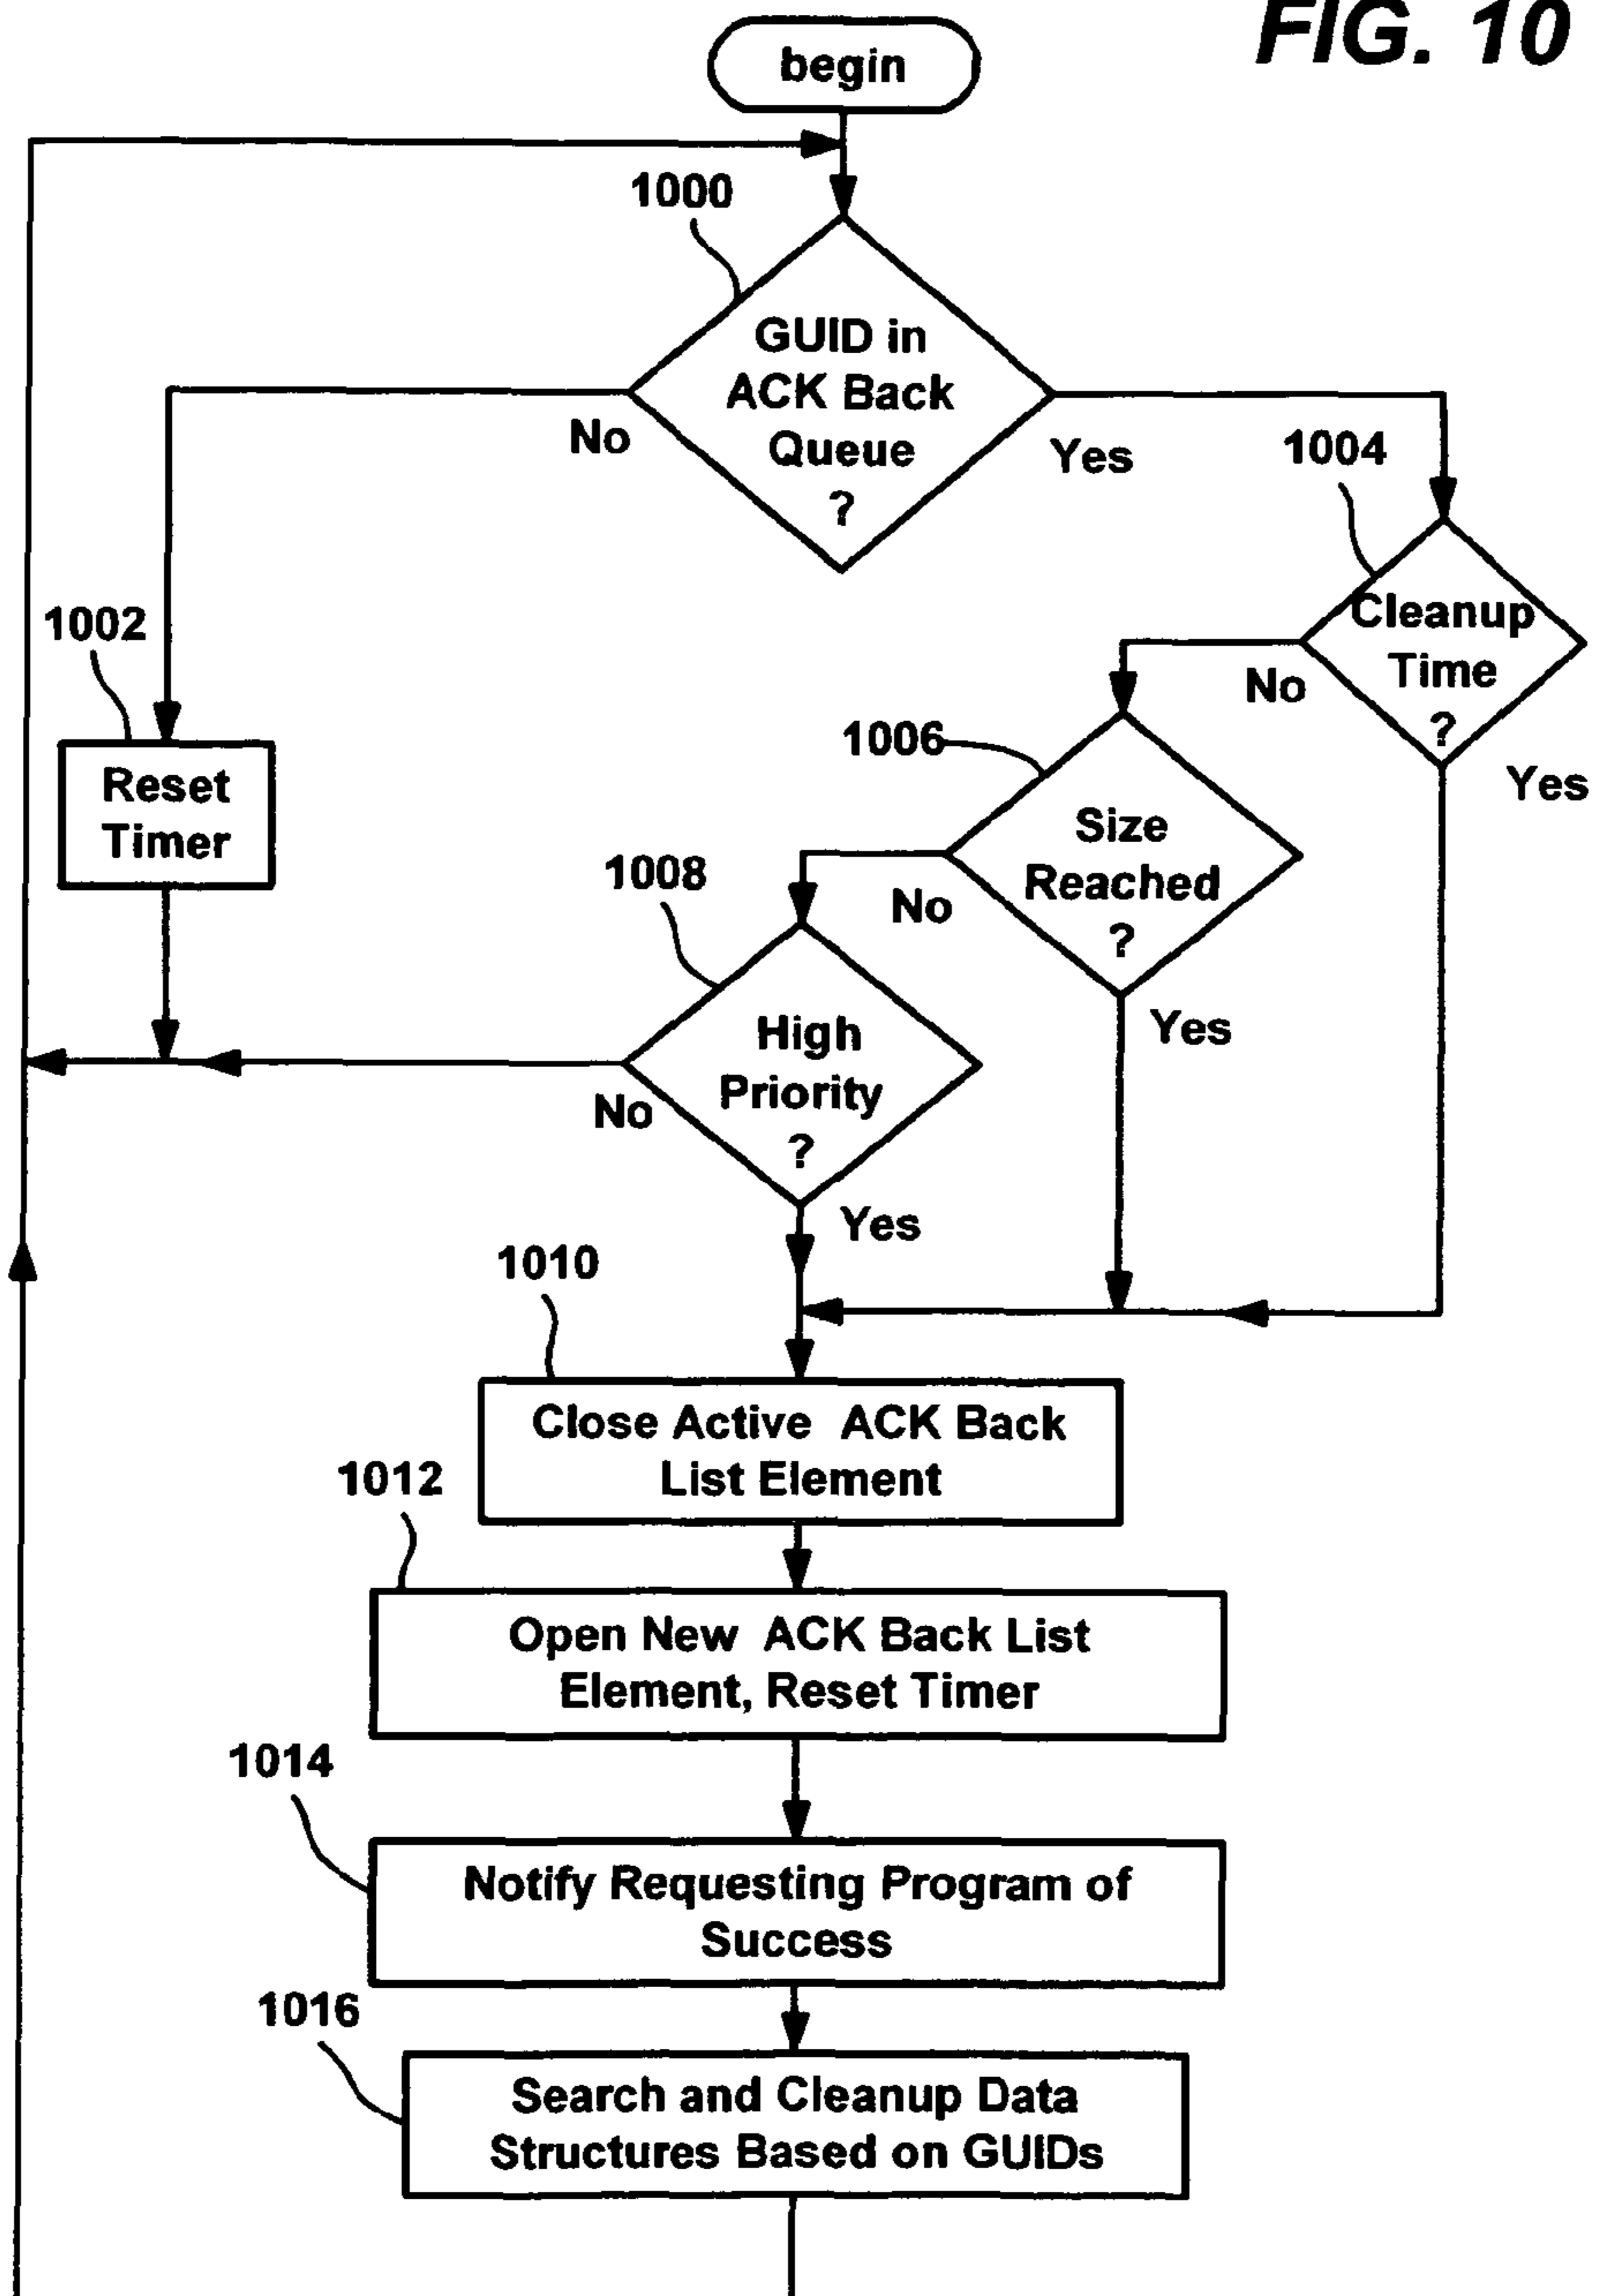 FIG. 10
begin
1000
GUID in
ACK Back
Queue
?
No
Yes
1004
Cleanup
Time
?
No
Yes
1002
Reset
Timer
1006
Size
Reached
?
No
Yes
1008
High
Priority
?
No
Yes
1010
Close Active ACK Back
List Element
1012
Open New ACK Back List
Element, Reset Timer
1014
Notify Requesting Program of
Success
1016
Search and Cleanup Data
Structures Based on GUIDs